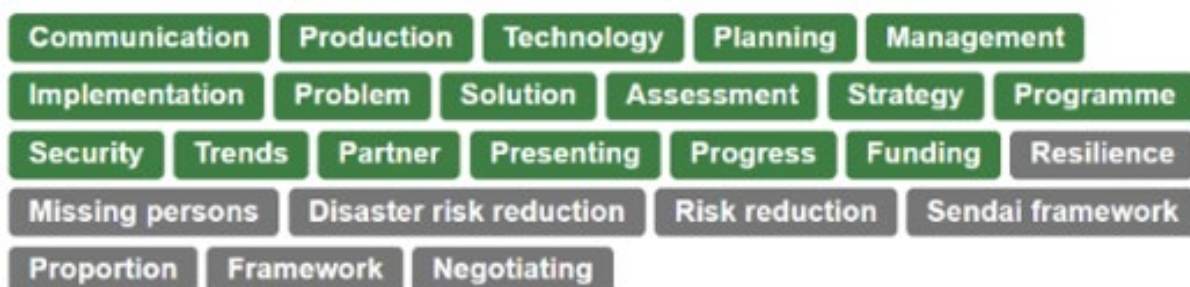 Communication Production Technology Planning Management
Implementation Problem Solution Assessment Strategy Programme
Security Trends Partner Presenting Progress Funding Resilience
Missing persons Disaster risk reduction Risk reduction Sendai framework
Proportion Framework Negotiating